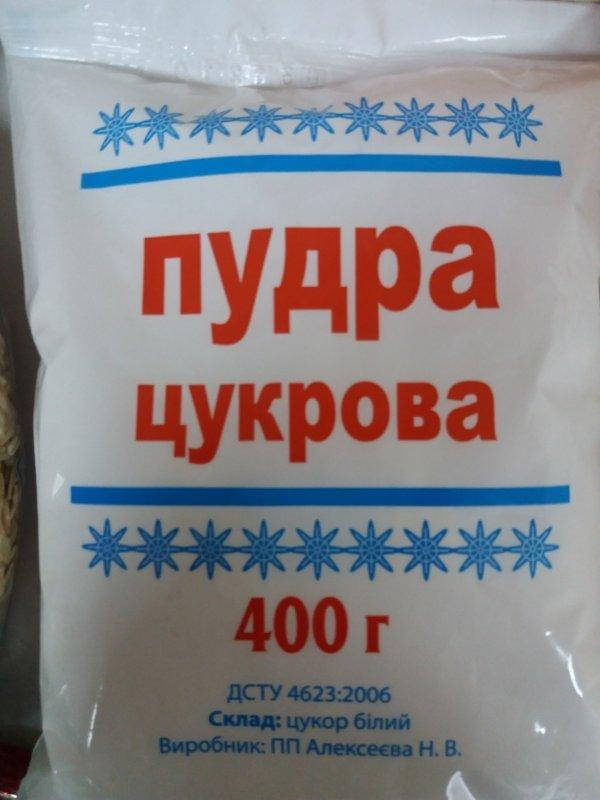 пудра
цукрова
400 г
ДСТУ 4623:2006
Склад: цукор білий
Виробник: ПП Алексеєва Н. В.